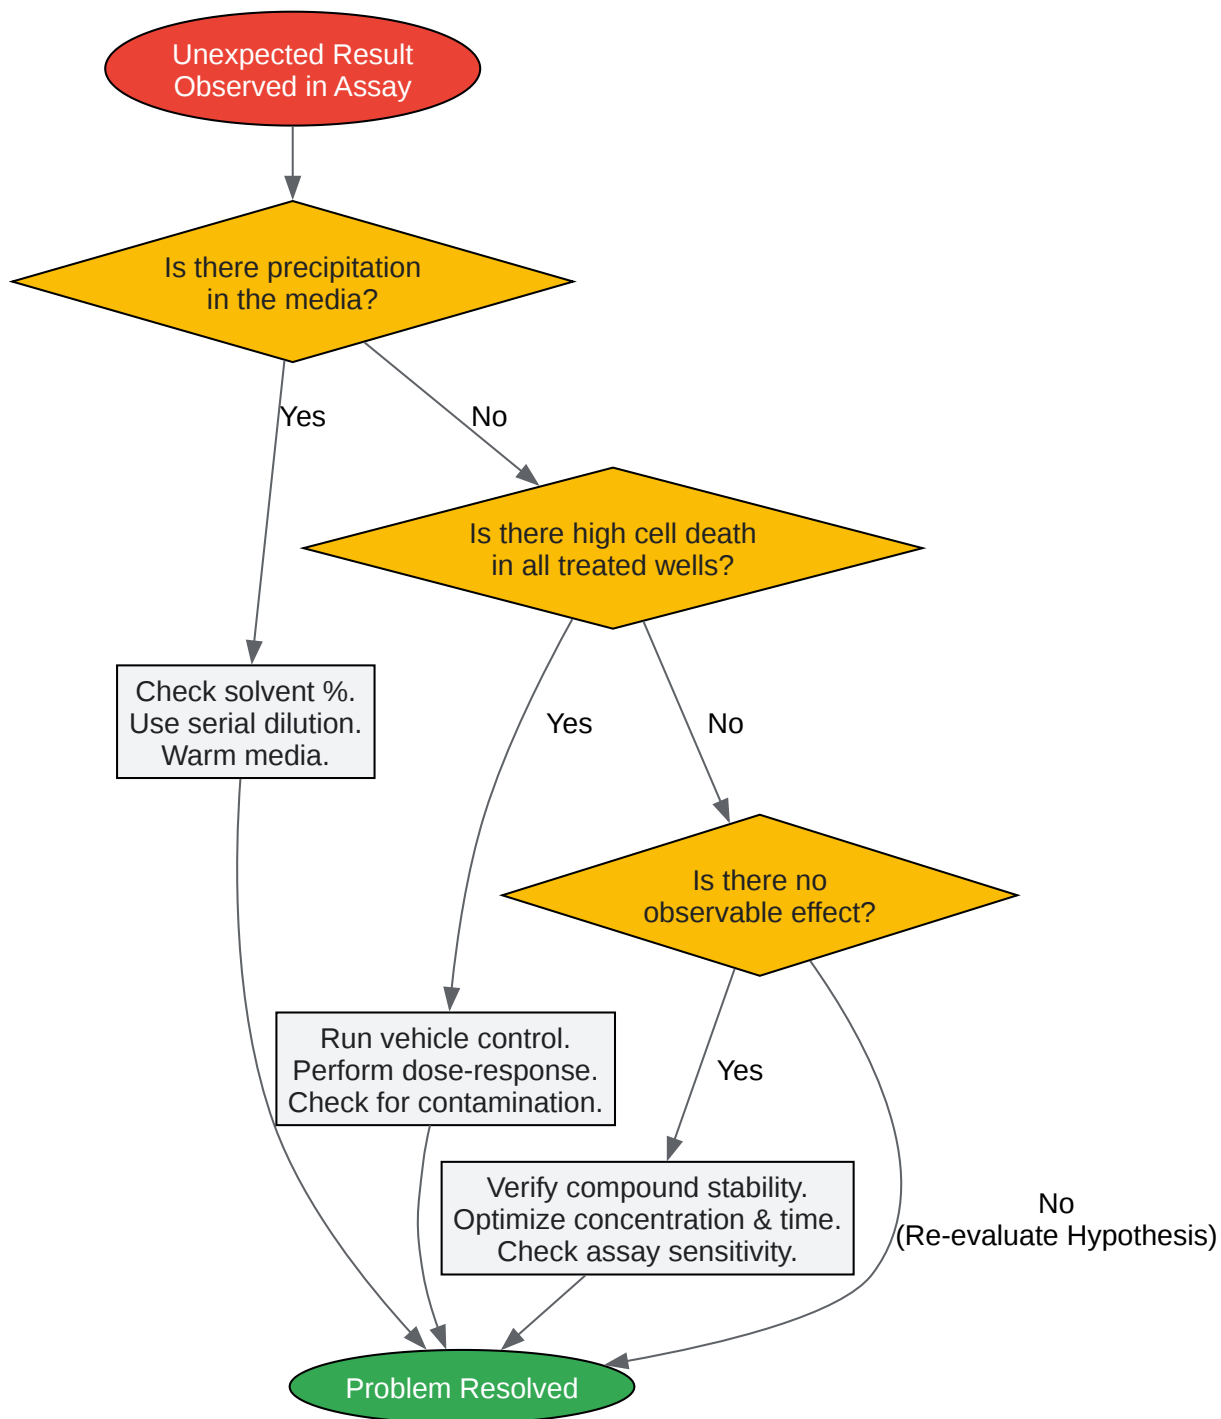 Unexpected Result
Observed in Assay
Is there precipitation
in the media?
Yes
No
Is there high cell death
in all treated wells?
Check solvent %.
Use serial dilution.
Warm media.
Yes
No
Is there no
observable effect?
Run vehicle control.
Perform dose-response.
Check for contamination.
Yes
Verify compound stability.
Optimize concentration & time.
Check assay sensitivity.
No
(Re-evaluate Hypothesis)
Problem Resolved